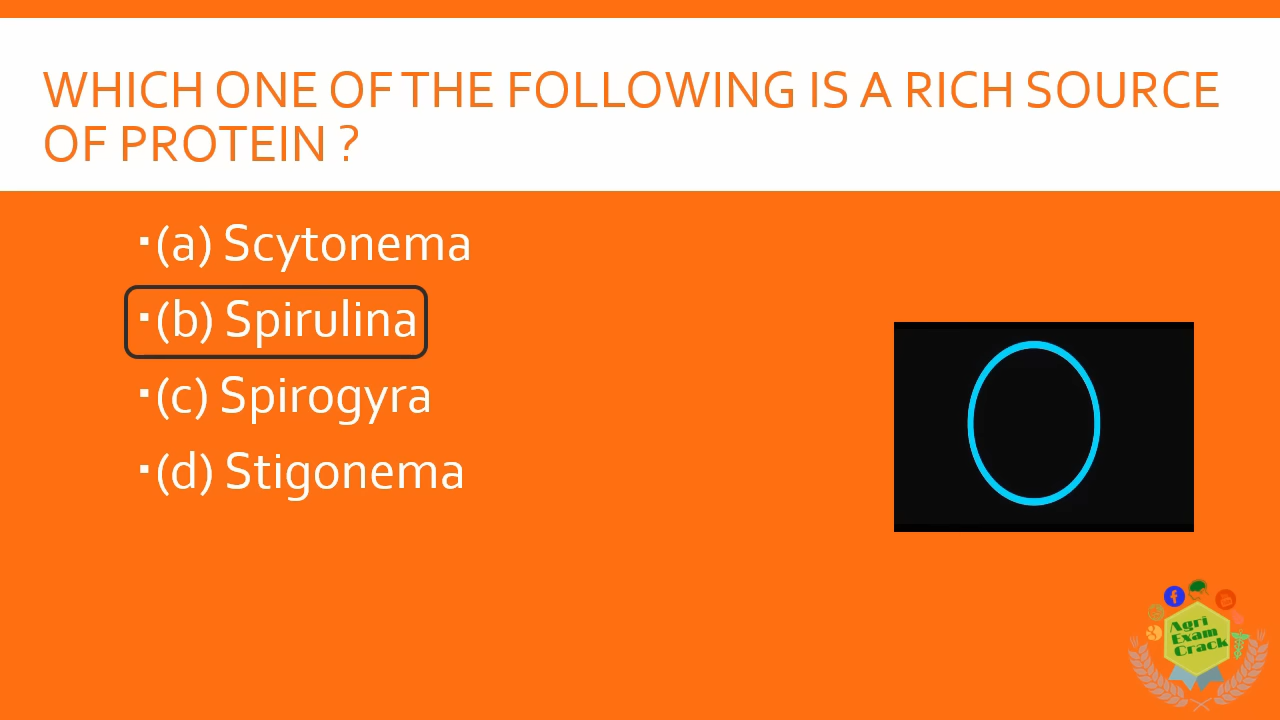 WHICH ONE OF THE FOLLOWING IS A RICH SOURCE
OF PROTEIN ?
▪(a) Scytonema
▪(b) Spirulina
▪(c) Spirogyra
▪(d) Stigonema
Agri
Exam
Crack